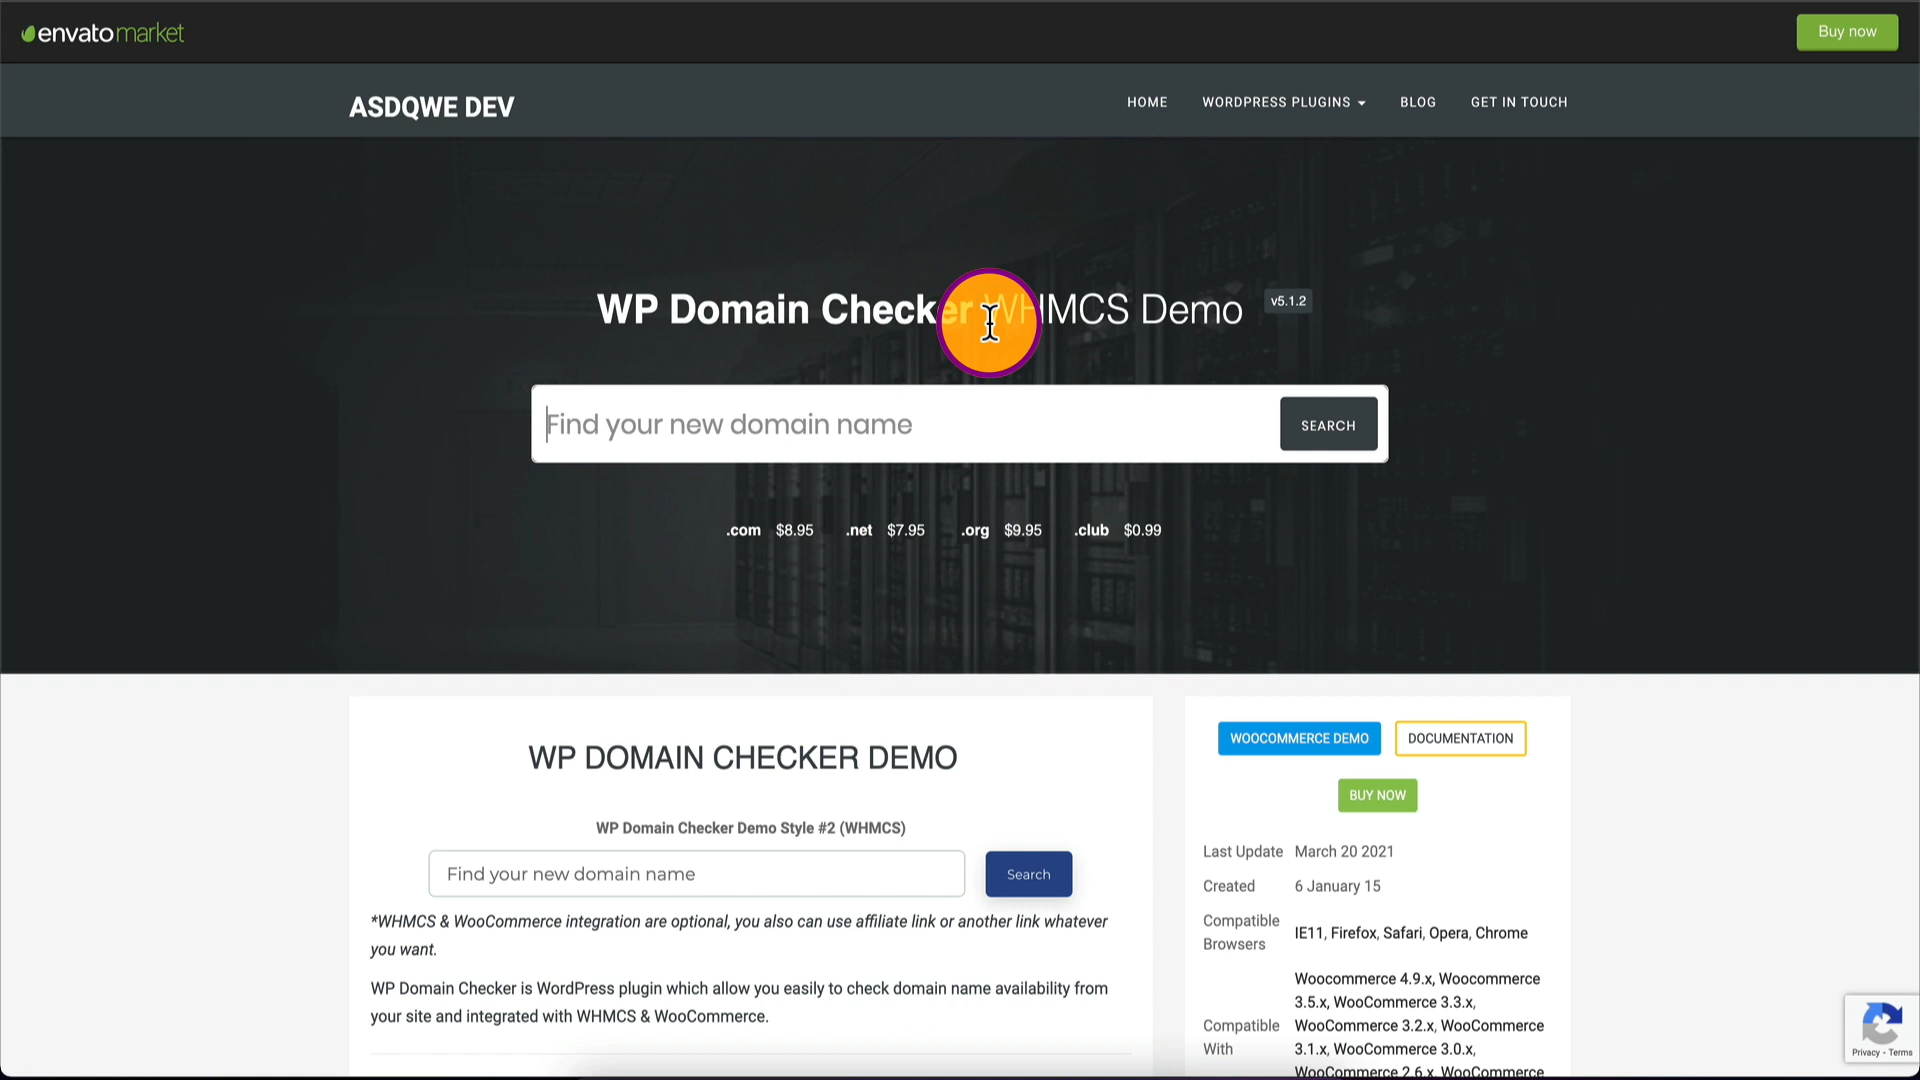 envatomarket
Buy now
ASDQWE DEV
HOME WORDPRESS PLUGINS BLOG GET IN TOUCH
WP Domain Checker WHMCS Demo v5.1.2
Find your new domain name
SEARCH
.com $8.95 .net $7.95 .org $9.95 .club $0.99
WP DOMAIN CHECKER DEMO
WP Domain Checker Demo Style #2 (WHMCS)
Find your new domain name
Search
*WHMCS & WooCommerce integration are optional, you also can use affiliate link or another link whatever
you want.
WP Domain Checker is WordPress plugin which allow you easily to check domain name availability from
your site and integrated with WHMCS & WooCommerce.
WOOCOMMERCE DEMO DOCUMENTATION
BUY NOW
Last Update March 20 2021
Created 6 January 15
Compatible
Browsers
IE11, Firefox, Safari, Opera, Chrome
Compatible
With
Woocommerce 4.9.x, Woocommerce
3.5.x, WooCommerce 3.3.x,
WooCommerce 3.2.x, WooCommerce
3.1.x, WooCommerce 3.0.x,
WooCommerce 2.6.x, WooCommerce
Privacy - Terms